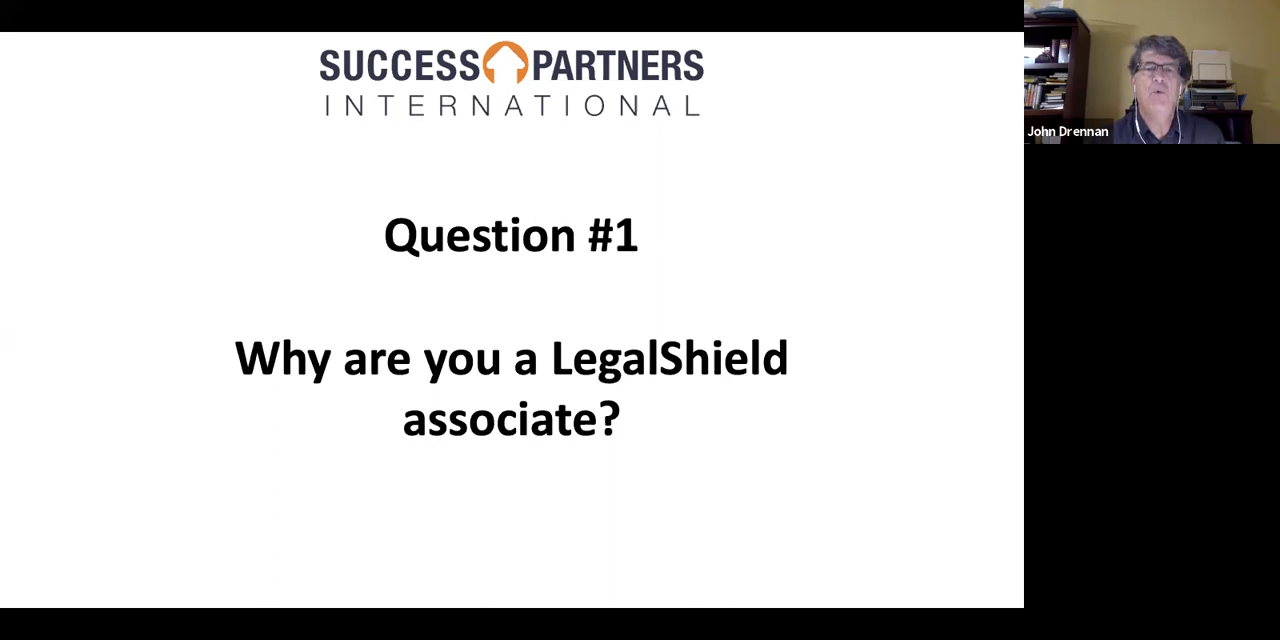 SUCCESS PARTNERS
INTERNATIONAL
John Drennan
Question #1
Why are you a LegalShield
associate?